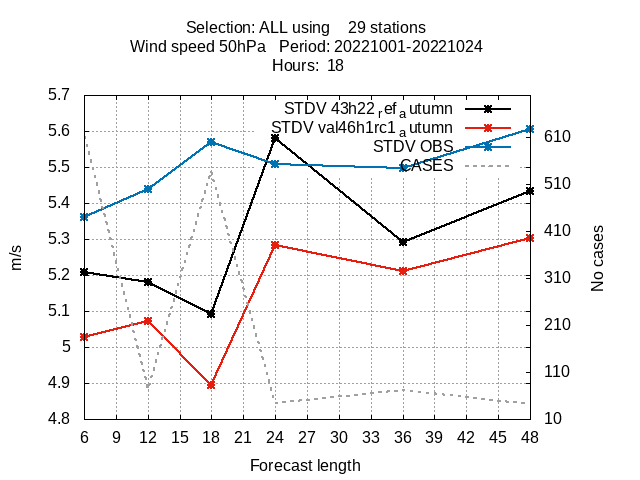 Selection: ALL using 29 stations
Wind speed 50hPa Period: 20221001-20221024
Hours: 18
STDV 43h22ref autumn
STDV val46h1rc1autumn
STDV OBS
CASES
5.7
5.6
5.5
5.4
5.3
5.2
5.1
5
4.9
4.8
m/s
610
510
410
310
210
110
10
No cases
6 9 12 15 18 21 24 27 30 33 36 39 42 45 48
Forecast length